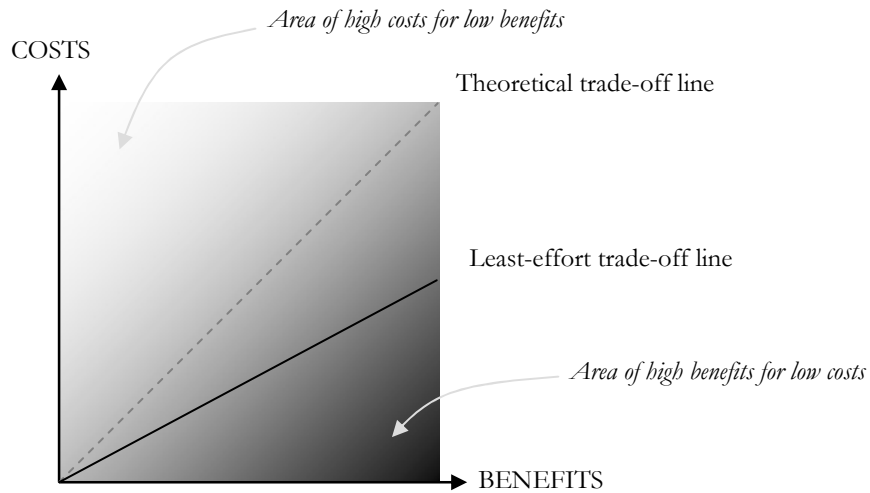 Area of high costs for low benefits
COSTS
Theoretical trade-off line
Least-effort trade-off line
Area of high benefits for low costs
BENEFITS